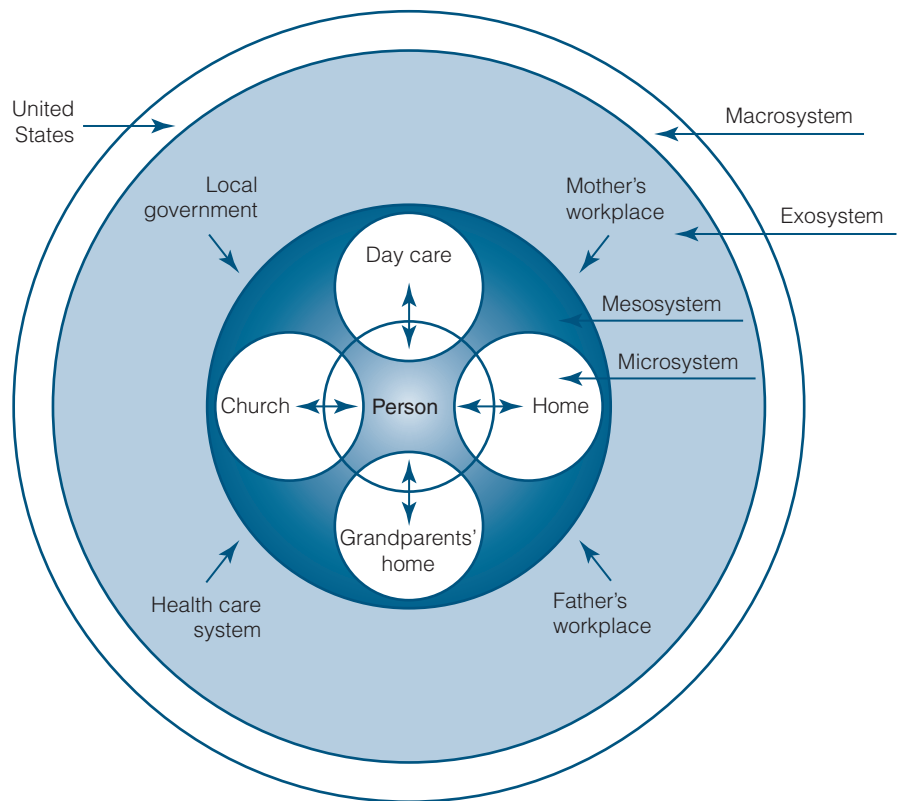 United
States
Macrosystem
Local
government
Mother's
workplace
Exosystem
Day care
Mesosystem
Microsystem
Church
Person
Home
Grandparents'
home
Health care
system
Father's
workplace